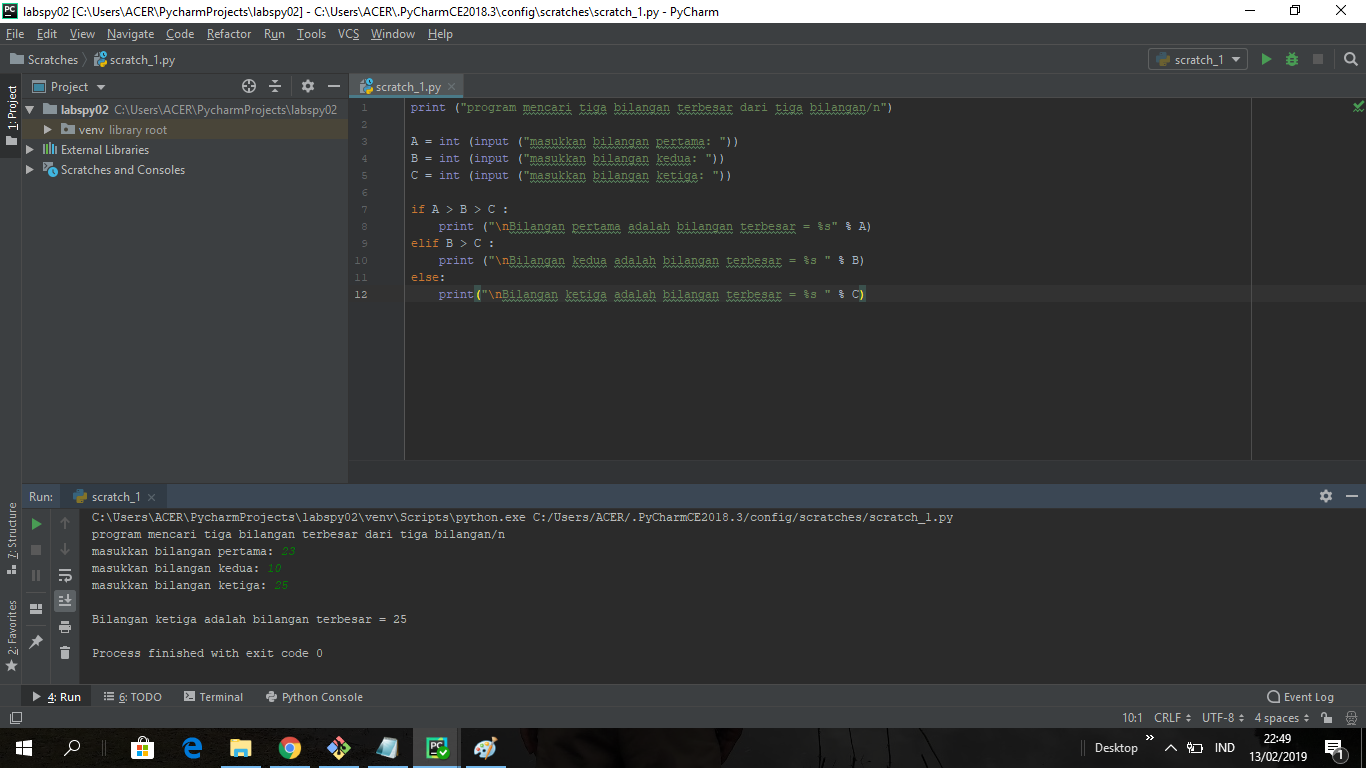 labspy02 [C:\Users\ACER\PycharmProjects\labspy02] - C:\Users\ACER\.PyCharmCE2018.3\config\scratches\scratch_1.py - PyCharm
File Edit View Navigate Code Refactor Run Tools VCS Window Help
Scratches scratch_1.py scratch_1
Project scratch_1.py
1: Project
labspy02 C:\Users\ACER\PycharmProjects\labspy02
venv library root
External Libraries
Scratches and Consoles
1 print ("program mencari tiga bilangan terbesar dari tiga bilangan/n")
2
3 A = int (input ("masukkan bilangan pertama: "))
4 B = int (input ("masukkan bilangan kedua: "))
5 C = int (input ("masukkan bilangan ketiga: "))
6
7 if A > B > C :
8 print ("\nBilangan pertama adalah bilangan terbesar = %s" % A)
9 elif B > C :
10 print ("\nBilangan kedua adalah bilangan terbesar = %s " % B)
11 else:
12 print("\nBilangan ketiga adalah bilangan terbesar = %s " % C)
Run: scratch_1
7: Structure
2: Favorites
C:\Users\ACER\PycharmProjects\labspy02\venv\Scripts\python.exe C:/Users/ACER/.PyCharmCE2018.3/config/scratches/scratch_1.py
program mencari tiga bilangan terbesar dari tiga bilangan/n
masukkan bilangan pertama: 23
masukkan bilangan kedua: 10
masukkan bilangan ketiga: 25
Bilangan ketiga adalah bilangan terbesar = 25
Process finished with exit code 0
4: Run 6: TODO Terminal Python Console Event Log
10:1 CRLF UTF-8 4 spaces
Desktop IND 22:49
13/02/2019 1